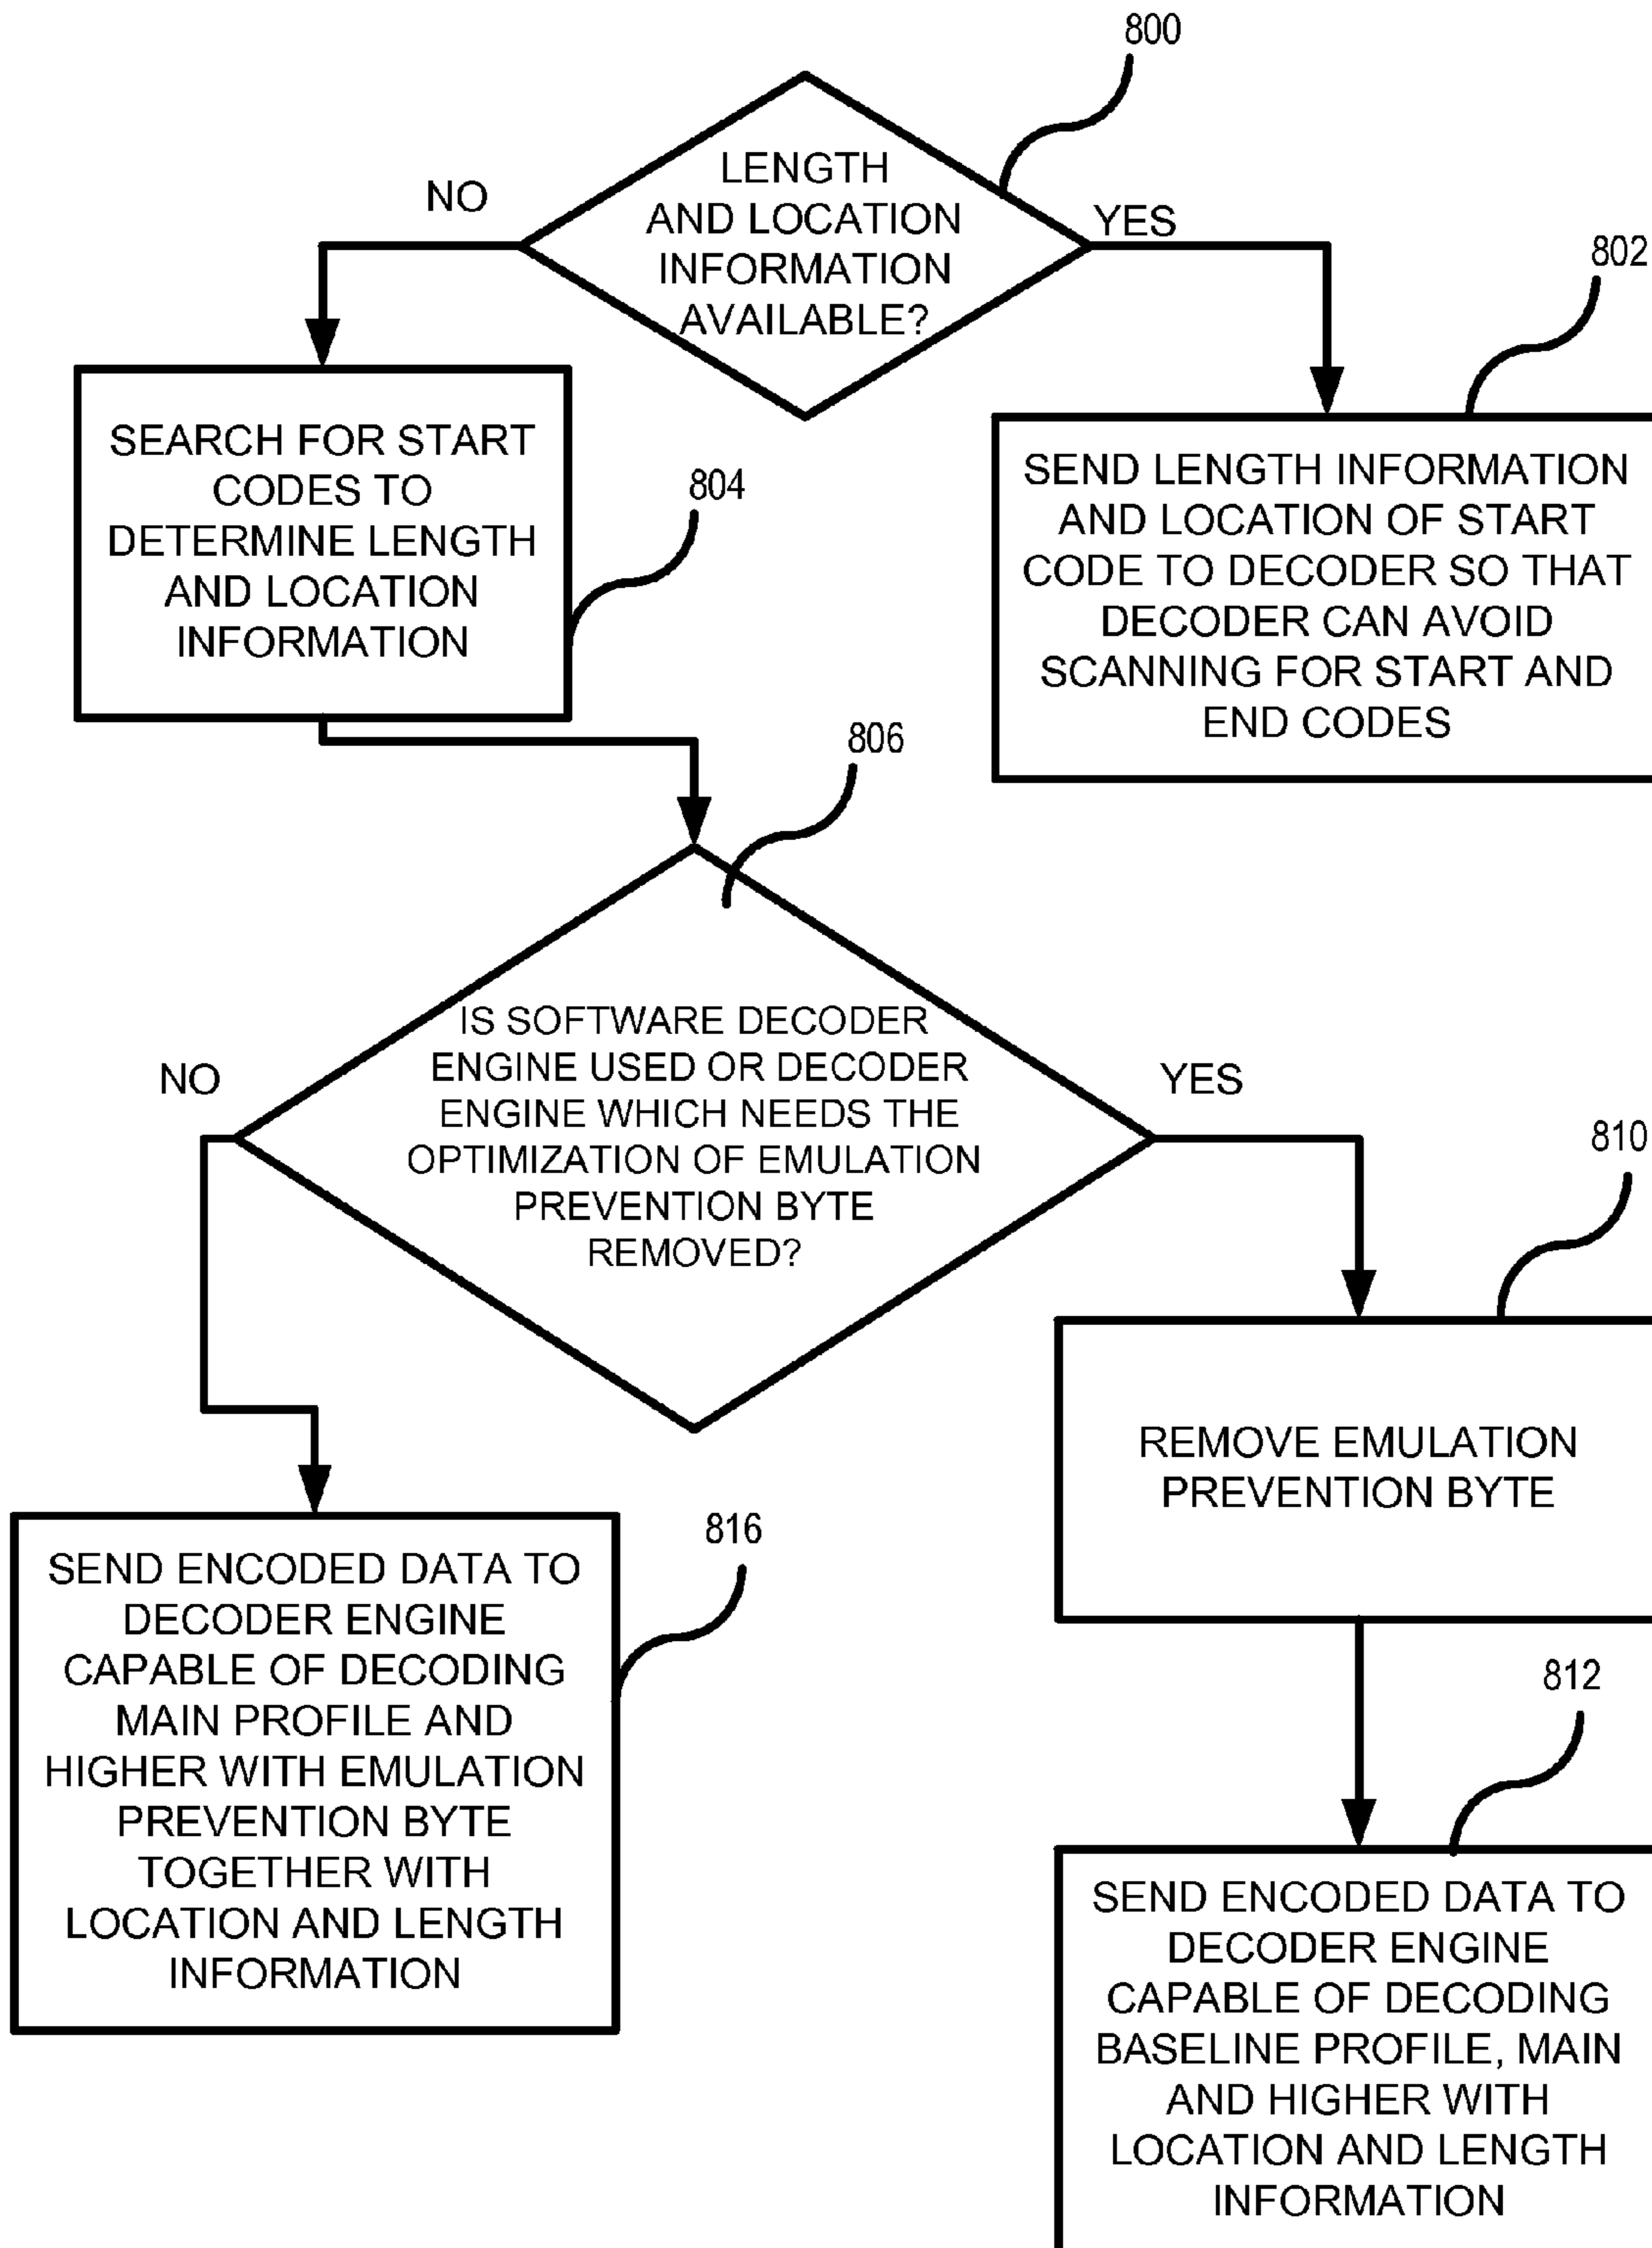 800
LENGTH
AND LOCATION
INFORMATION
AVAILABLE?
NO
YES
802
SEND LENGTH INFORMATION
AND LOCATION OF START
CODE TO DECODER SO THAT
DECODER CAN AVOID
SCANNING FOR START AND
END CODES
SEARCH FOR START
CODES TO
DETERMINE LENGTH
AND LOCATION
INFORMATION
804
806
IS SOFTWARE DECODER
ENGINE USED OR DECODER
ENGINE WHICH NEEDS THE
OPTIMIZATION OF EMULATION
PREVENTION BYTE
REMOVED?
NO
YES
810
REMOVE EMULATION
PREVENTION BYTE
816
SEND ENCODED DATA TO
DECODER ENGINE
CAPABLE OF DECODING
MAIN PROFILE AND
HIGHER WITH EMULATION
PREVENTION BYTE
TOGETHER WITH
LOCATION AND LENGTH
INFORMATION
812
SEND ENCODED DATA TO
DECODER ENGINE
CAPABLE OF DECODING
BASELINE PROFILE, MAIN
AND HIGHER WITH
LOCATION AND LENGTH
INFORMATION